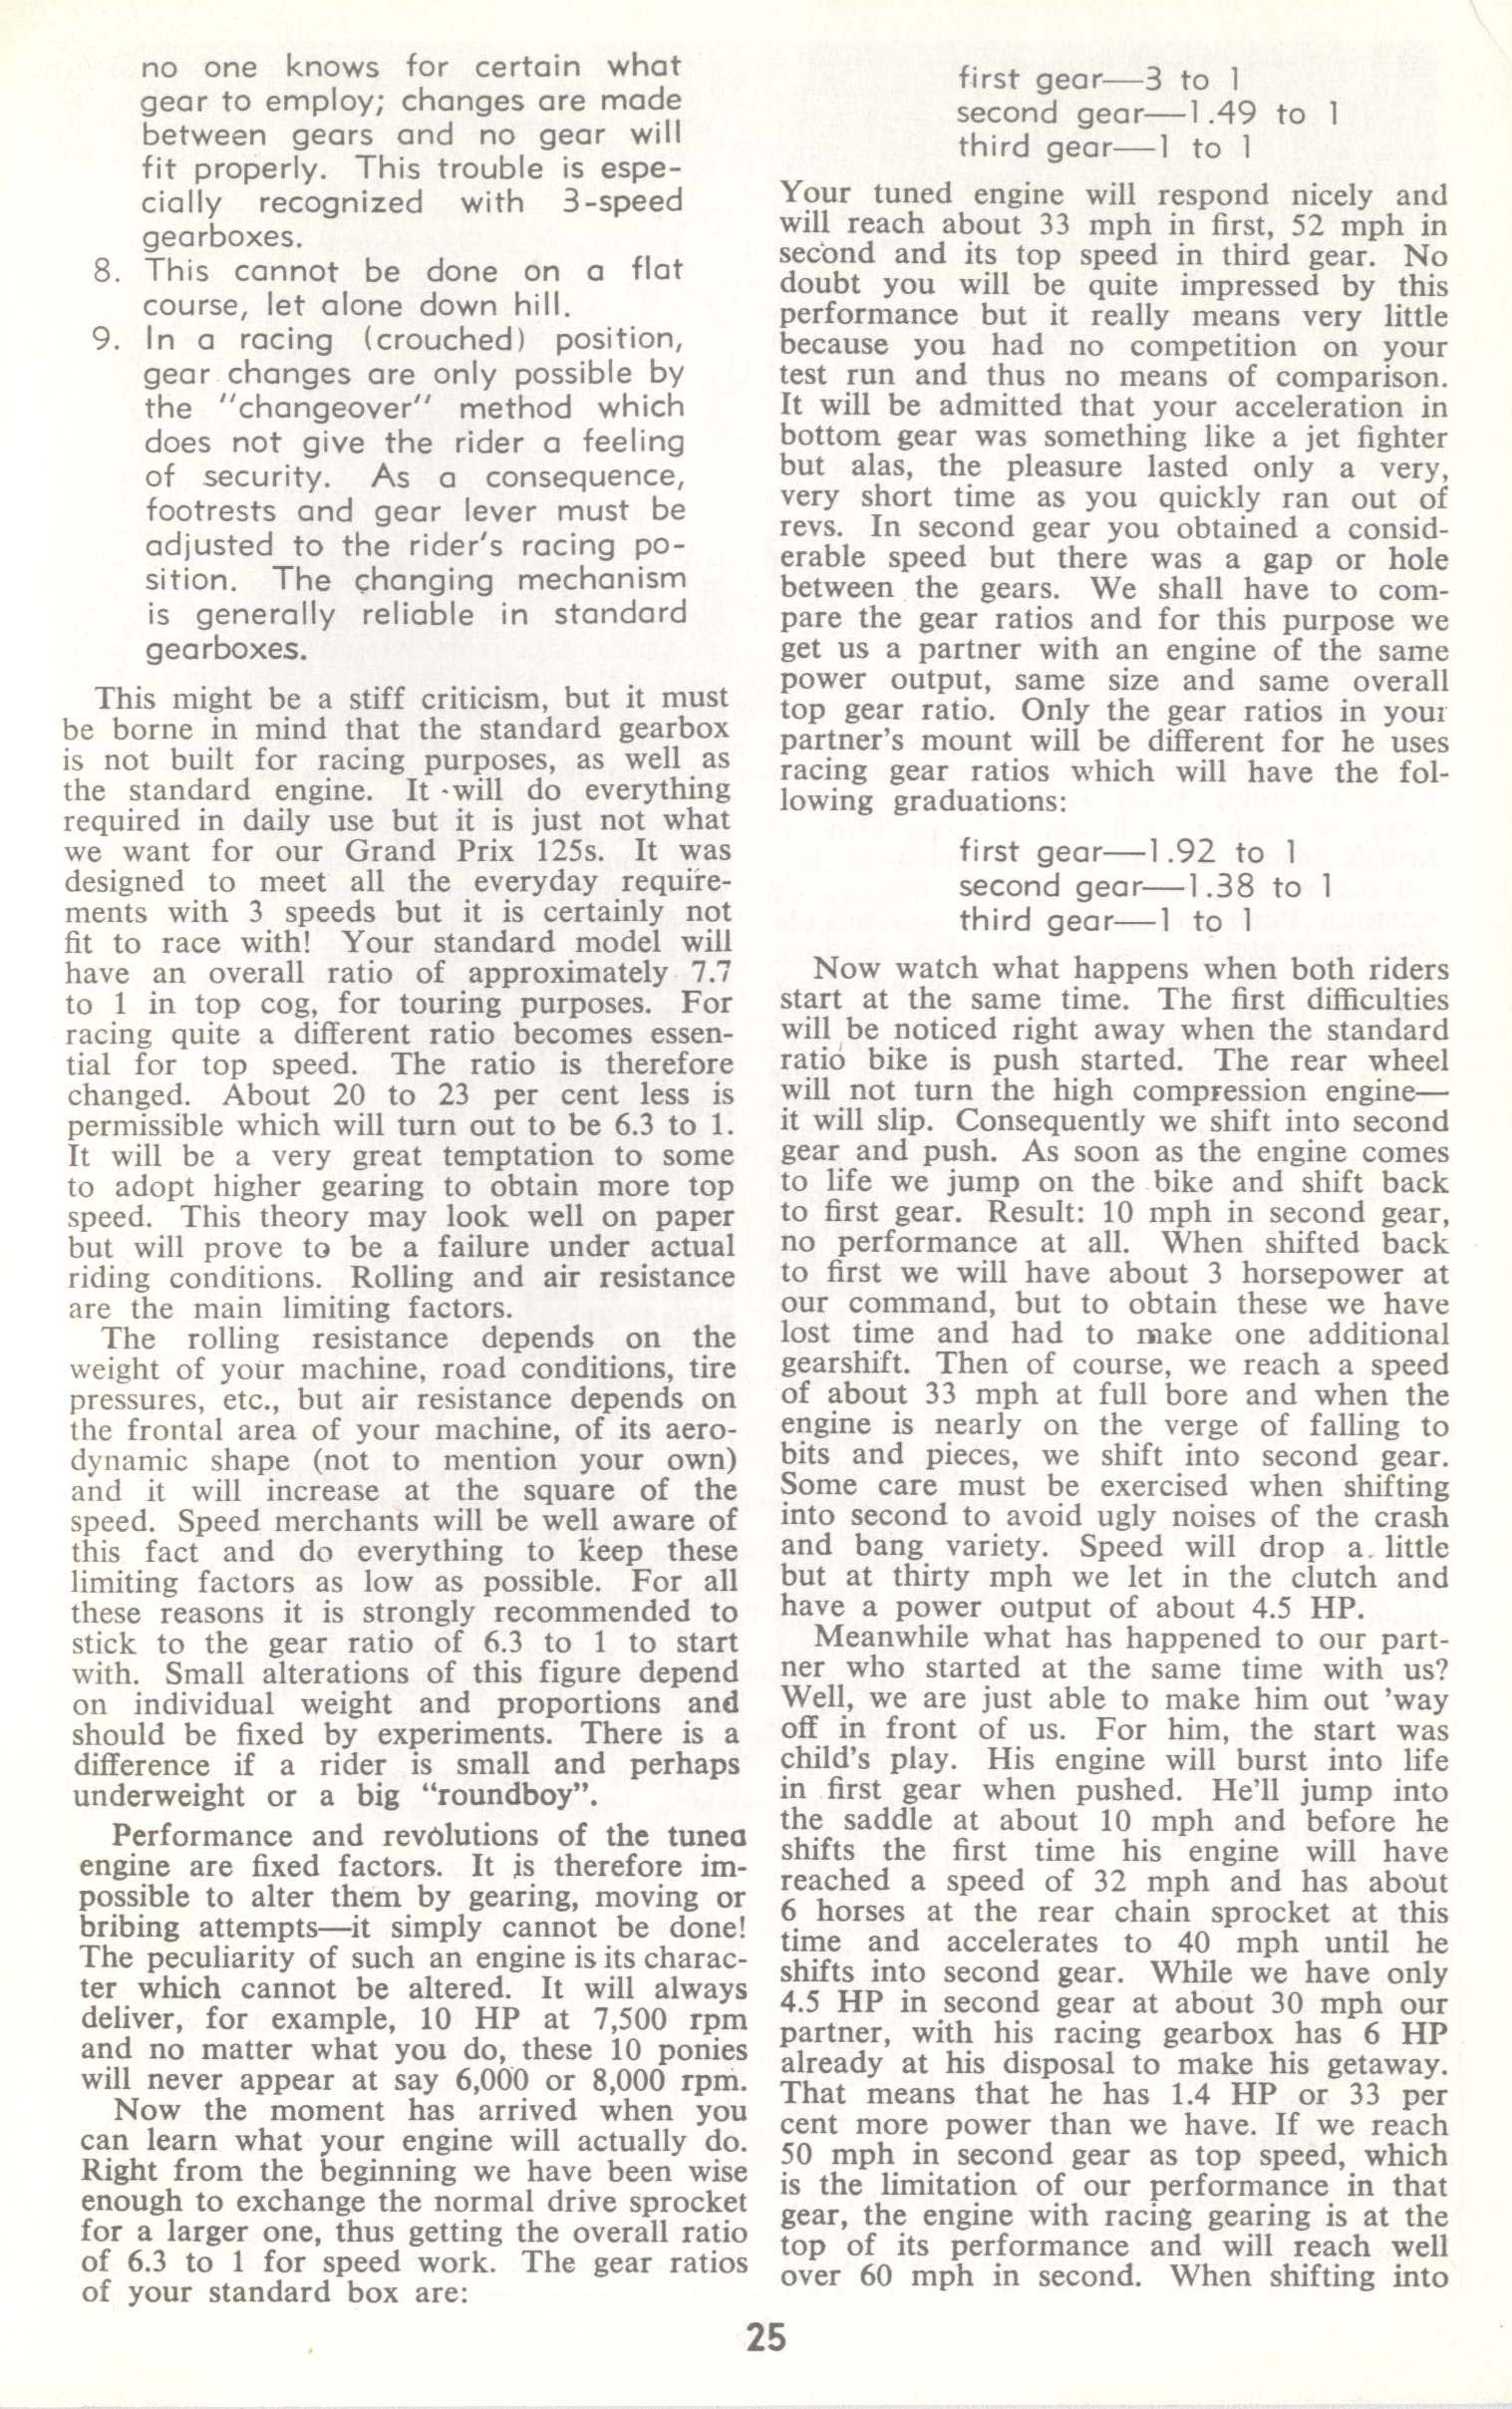 no one knows for certain what
gear to employ; changes are made
between gears and no gear will
fit properly. This trouble is espe-
cially recognized with 3-speed
gearboxes.
8. This cannot be done on a flat
course, let alone down hill.
9. In a racing (crouched) position,
gear changes are only possible by
the "changeover" method which
does not give the rider a feeling
of security. As a consequence,
footrests and gear lever must be
adjusted to the rider's racing po-
sition. The changing mechanism
is generally reliable in standard
gearboxes.
This might be a stiff criticism, but it must
be borne in mind that the standard gearbox
is not built for racing purposes, as well as
the standard engine. It will do everything
required in daily use but it is just not what
we want for our Grand Prix 125s. It was
designed to meet all the everyday require-
ments with 3 speeds but it is certainly not
fit to race with! Your standard model will
have an overall ratio of approximately 7.7
to 1 in top cog, for touring purposes. For
racing quite a different ratio becomes essen-
tial for top speed. The ratio is therefore
changed. About 20 to 23 per cent less is
permissible which will turn out to be 6.3 to 1.
It will be a very great temptation to some
to adopt higher gearing to obtain more top
speed. This theory may look well on paper
but will prove to be a failure under actual
riding conditions. Rolling and air resistance
are the main limiting factors.
The rolling resistance depends on the
weight of your machine, road conditions, tire
pressures, etc., but air resistance depends on
the frontal area of your machine, of its aero-
dynamic shape (not to mention your own)
and it will increase at the square of the
speed. Speed merchants will be well aware of
this fact and do everything to keep these
limiting factors as low as possible. For all
these reasons it is strongly recommended to
stick to the gear ratio of 6.3 to 1 to start
with. Small alterations of this figure depend
on individual weight and proportions and
should be fixed by experiments. There is a
difference if a rider is small and perhaps
underweight or a big “roundboy”.
Performance and revolutions of the tuned
engine are fixed factors. It is therefore im-
possible to alter them by gearing, moving or
bribing attempts—it simply cannot be done!
The peculiarity of such an engine is its charac-
ter which cannot be altered. It will always
deliver, for example, 10 HP at 7,500 rpm
and no matter what you do, these 10 ponies
will never appear at say 6,000 or 8,000 rpm.
Now the moment has arrived when you
can learn what your engine will actually do.
Right from the beginning we have been wise
enough to exchange the normal drive sprocket
for a larger one, thus getting the overall ratio
of 6.3 to 1 for speed work. The gear ratios
of your standard box are:
first gear—3 to 1
second gear—1.49 to 1
third gear—1 to 1
Your tuned engine will respond nicely and
will reach about 33 mph in first, 52 mph in
second and its top speed in third gear. No
doubt you will be quite impressed by this
performance but it really means very little
because you had no competition on your
test run and thus no means of comparison.
It will be admitted that your acceleration in
bottom gear was something like a jet fighter
but alas, the pleasure lasted only a very,
very short time as you quickly ran out of
revs. In second gear you obtained a consid-
erable speed but there was a gap or hole
between the gears. We shall have to com-
pare the gear ratios and for this purpose we
get us a partner with an engine of the same
power output, same size and same overall
top gear ratio. Only the gear ratios in your
partner's mount will be different for he uses
racing gear ratios which will have the fol-
lowing graduations:
first gear—1.92 to 1
second gear—1.38 to 1
third gear—1 to 1
Now watch what happens when both riders
start at the same time. The first difficulties
will be noticed right away when the standard
ratio bike is push started. The rear wheel
will not turn the high compression engine—
it will slip. Consequently we shift into second
gear and push. As soon as the engine comes
to life we jump on the bike and shift back
to first gear. Result: 10 mph in second gear,
no performance at all. When shifted back
to first we will have about 3 horsepower at
our command, but to obtain these we have
lost time and had to make one additional
gearshift. Then of course, we reach a speed
of about 33 mph at full bore and when the
engine is nearly on the verge of falling to
bits and pieces, we shift into second gear.
Some care must be exercised when shifting
into second to avoid ugly noises of the crash
and bang variety. Speed will drop a little
but at thirty mph we let in the clutch and
have a power output of about 4.5 HP.
Meanwhile what has happened to our part-
ner who started at the same time with us?
Well, we are just able to make him out ’way
off in front of us. For him, the start was
child's play. His engine will burst into life
in first gear when pushed. He'll jump into
the saddle at about 10 mph and before he
shifts the first time his engine will have
reached a speed of 32 mph and has about
6 horses at the rear chain sprocket at this
time and accelerates to 40 mph until he
shifts into second gear. While we have only
4.5 HP in second gear at about 30 mph our
partner, with his racing gearbox has 6 HP
already at his disposal to make his getaway.
That means that he has 1.4 HP or 33 per
cent more power than we have. If we reach
50 mph in second gear as top speed, which
is the limitation of our performance in that
gear, the engine with racing gearing is at the
top of its performance and will reach well
over 60 mph in second. When shifting into
25